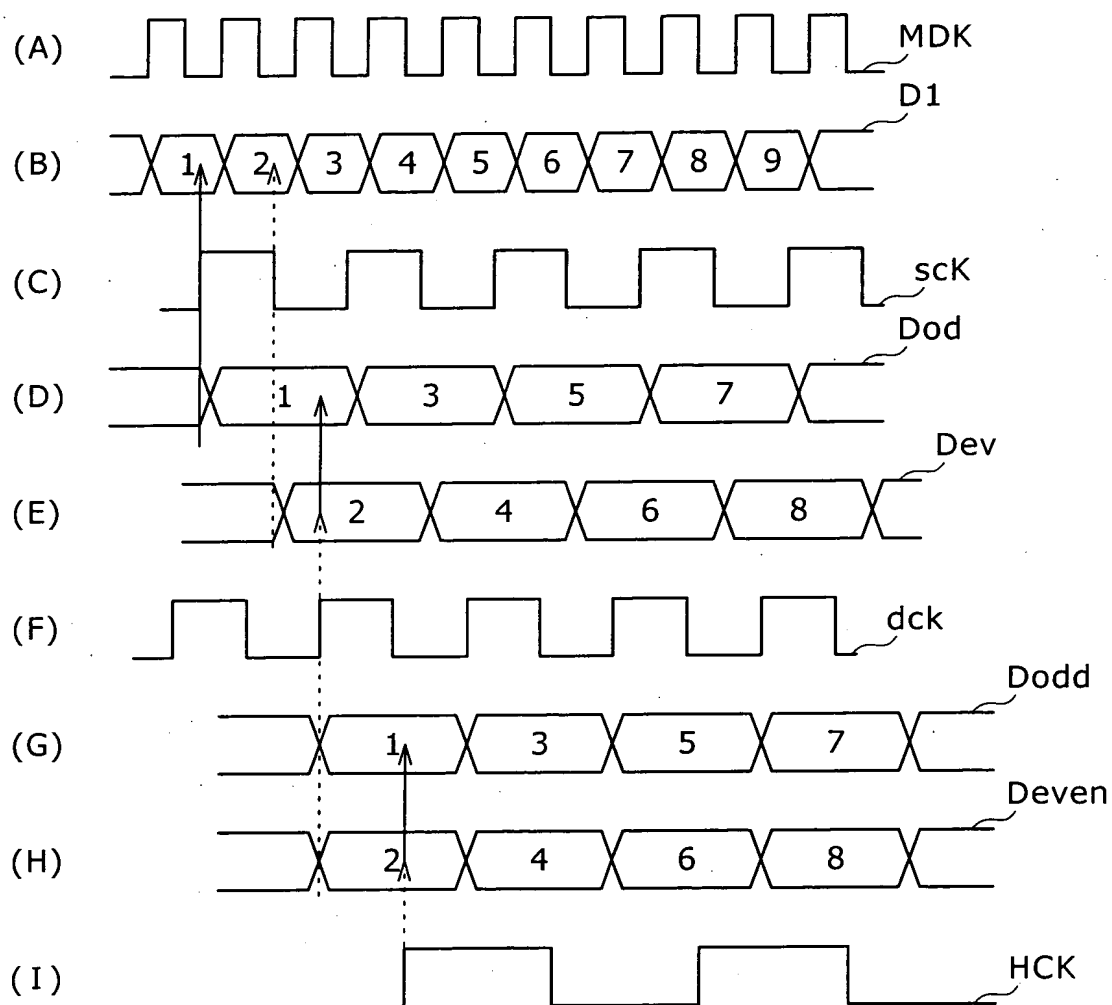 (A) MDK
D1
(B) 1 2 3 4 5 6 7 8 9
(C) scK
Dod
(D) 1 3 5 7
Dev
(E) 2 4 6 8
(F) dck
Dodd
(G) 1 3 5 7
Deven
(H) 2 4 6 8
(I) HCK